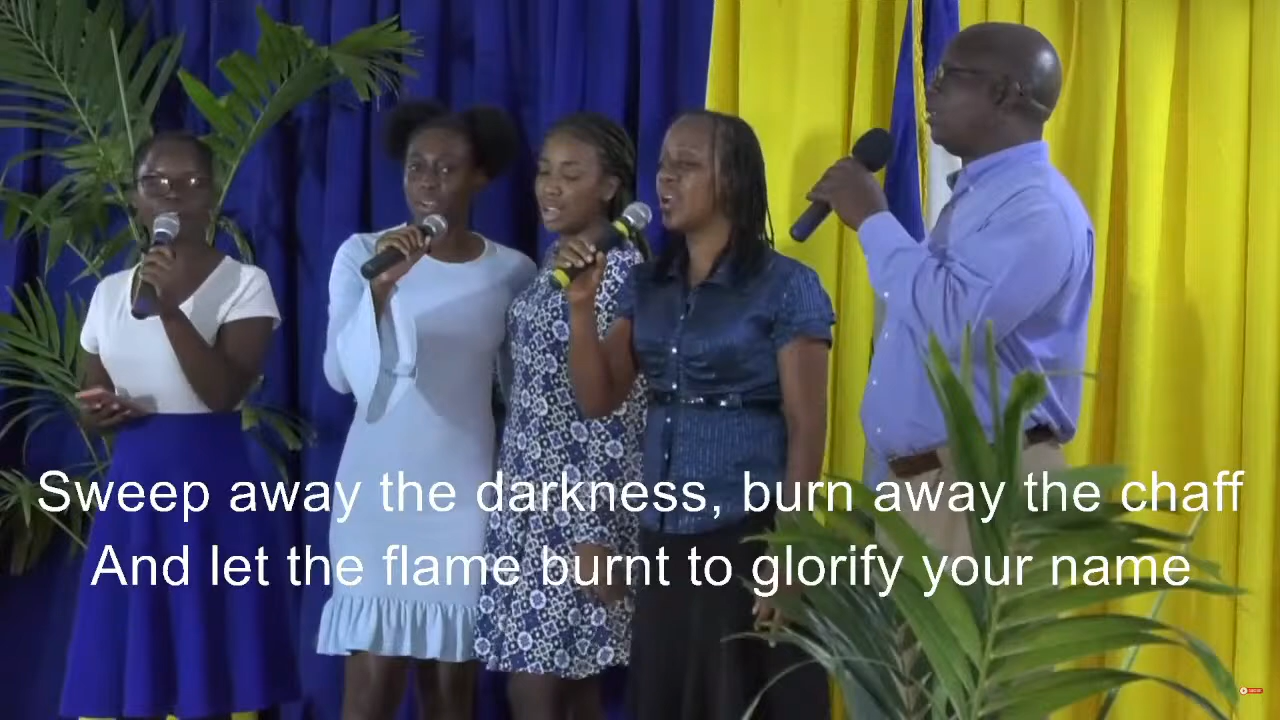 Sweep away the darkness, burn away the chaff
And let the flame burnt to glorify your name